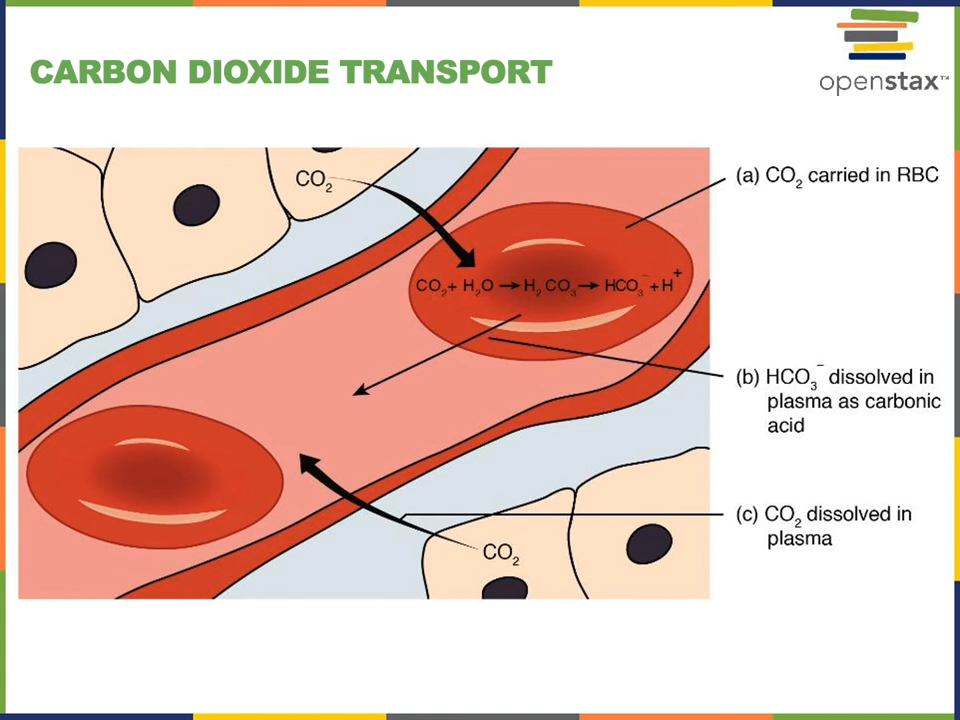 CARBON DIOXIDE TRANSPORT
openstax™
CO₂
(a) CO₂ carried in RBC
CO₂+ H₂O → H₂ CO₃ → HCO₃⁻ + H⁺
(b) HCO₃⁻ dissolved in
plasma as carbonic
acid
(c) CO₂ dissolved in
plasma
CO₂